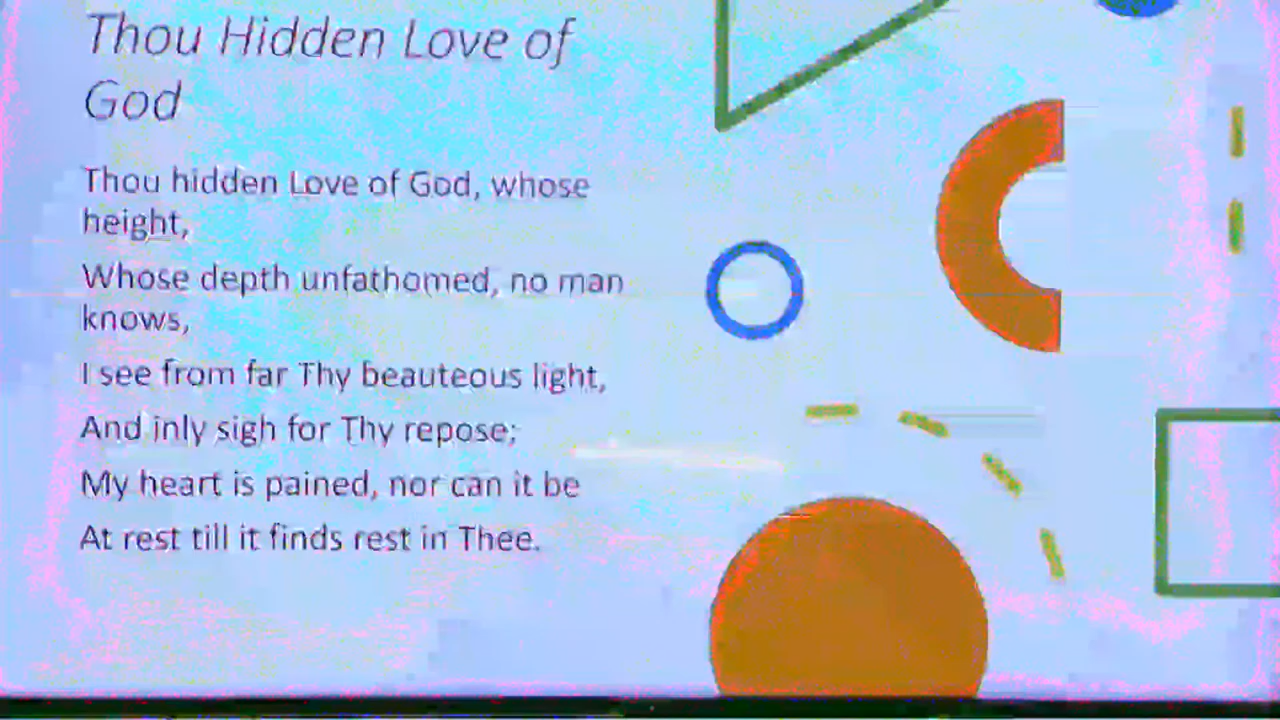 Thou Hidden Love of
God
Thou hidden Love of God, whose
height,
Whose depth unfathomed, no man
knows,
I see from far Thy beauteous light,
And inly sigh for Thy repose;
My heart is pained, nor can it be
At rest till it finds rest in Thee.